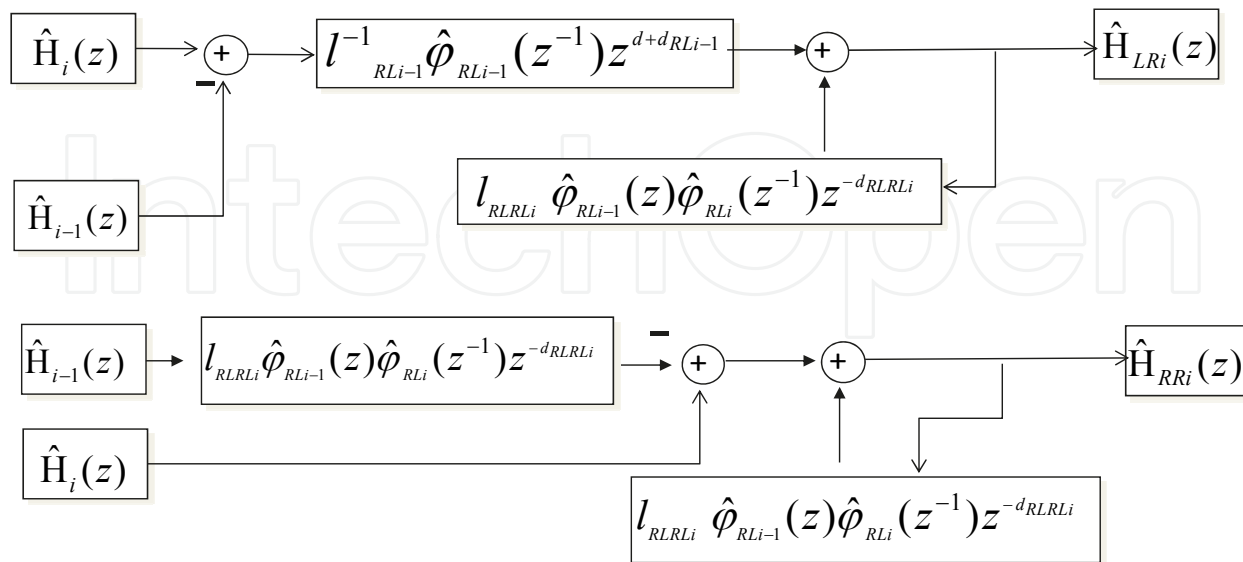 Ĥ_i(z)
+
l^{-1}_{RLi-1} φ̂_{RLi-1}(z^{-1}) z^{d+d_{RLi-1}}
+
Ĥ_{LRi}(z)
−
l_{RLRLi} φ̂_{RLi-1}(z) φ̂_{RLi}(z^{-1}) z^{-d_{RLRLi}}
Ĥ_{i-1}(z)
IntechOpen
Ĥ_{i-1}(z)
l_{RLRLi} φ̂_{RLi-1}(z) φ̂_{RLi}(z^{-1}) z^{-d_{RLRLi}}
−
+
+
Ĥ_{RRi}(z)
Ĥ_i(z)
l_{RLRLi} φ̂_{RLi-1}(z) φ̂_{RLi}(z^{-1}) z^{-d_{RLRLi}}